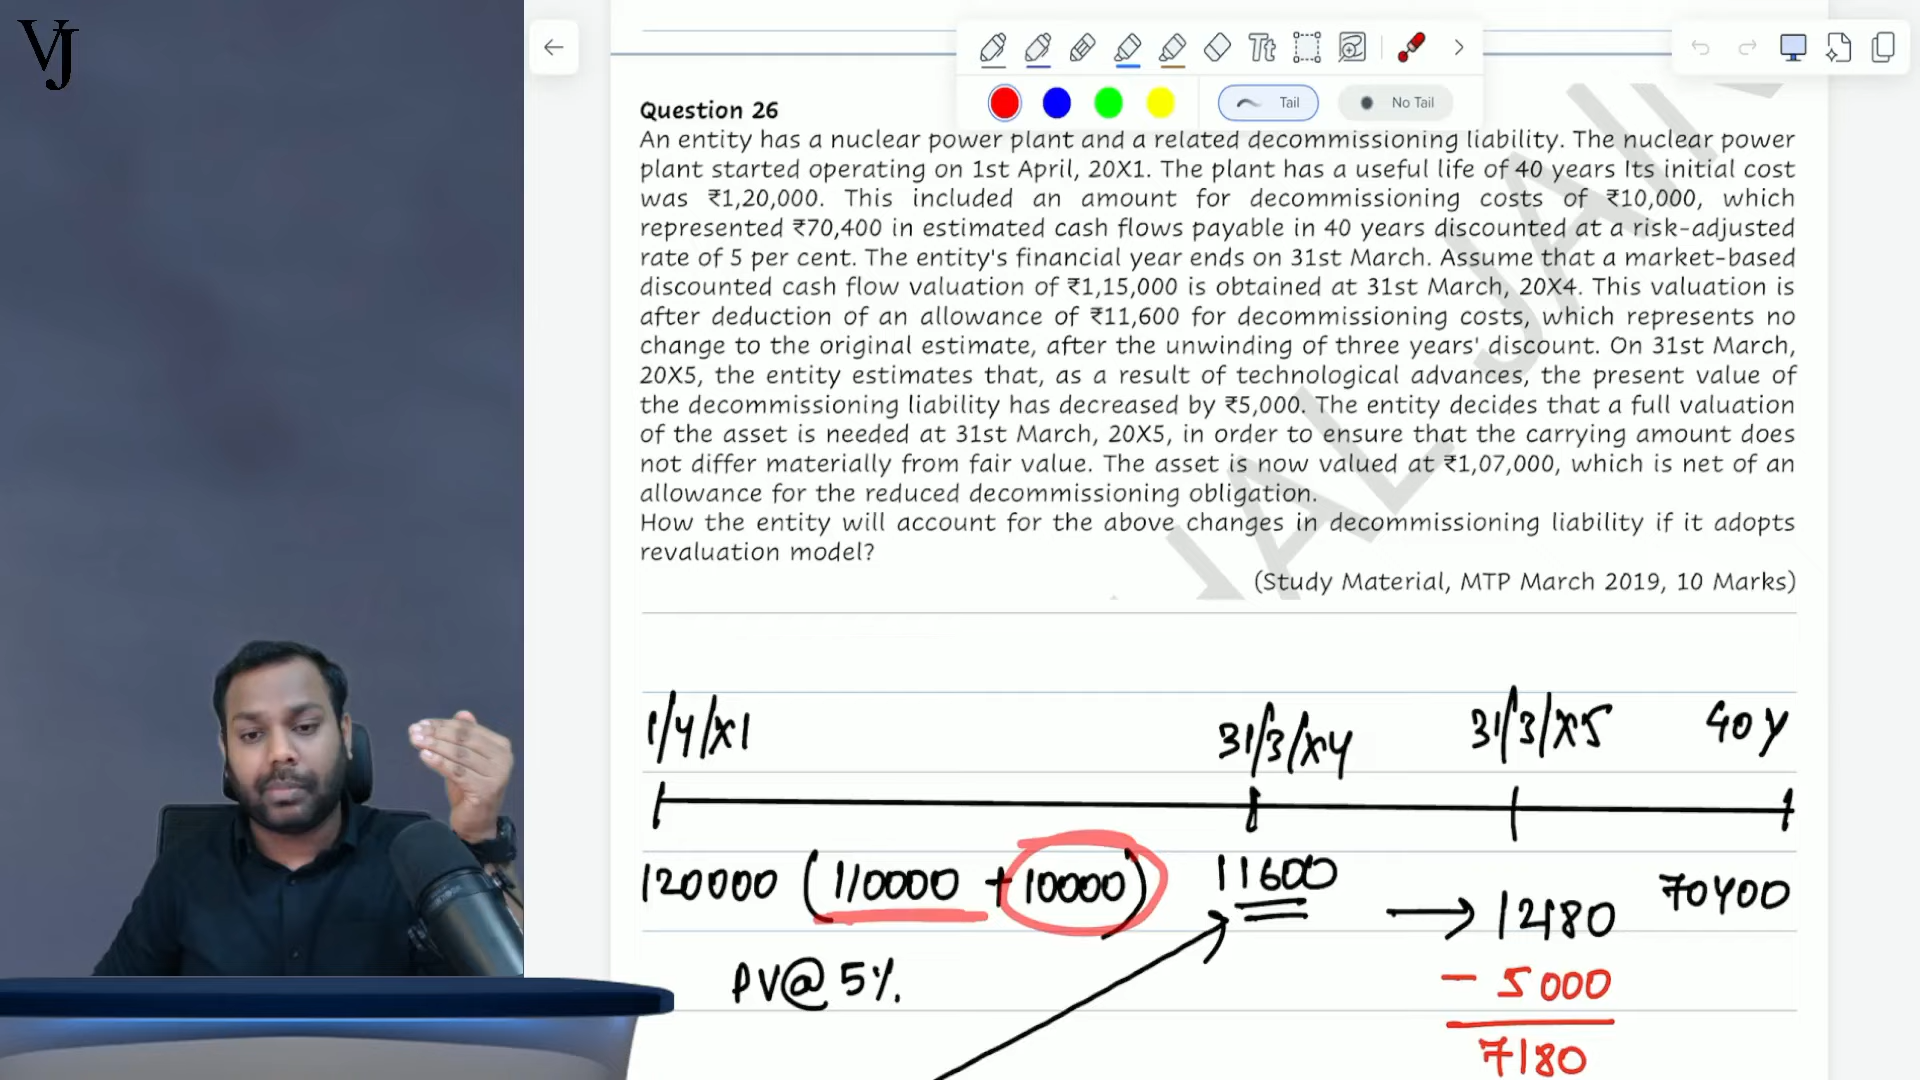 VJ
Tt
Tail
No Tail
Question 26
An entity has a nuclear power plant and a related decommissioning liability. The nuclear power
plant started operating on 1st April, 20X1. The plant has a useful life of 40 years Its initial cost
was ₹1,20,000. This included an amount for decommissioning costs of ₹10,000, which
represented ₹70,400 in estimated cash flows payable in 40 years discounted at a risk-adjusted
rate of 5 per cent. The entity's financial year ends on 31st March. Assume that a market-based
discounted cash flow valuation of ₹1,15,000 is obtained at 31st March, 20X4. This valuation is
after deduction of an allowance of ₹11,600 for decommissioning costs, which represents no
change to the original estimate, after the unwinding of three years' discount. On 31st March,
20X5, the entity estimates that, as a result of technological advances, the present value of
the decommissioning liability has decreased by ₹5,000. The entity decides that a full valuation
of the asset is needed at 31st March, 20X5, in order to ensure that the carrying amount does
not differ materially from fair value. The asset is now valued at ₹1,07,000, which is net of an
allowance for the reduced decommissioning obligation.
How the entity will account for the above changes in decommissioning liability if it adopts
revaluation model?
(Study Material, MTP March 2019, 10 Marks)
1/4/X1 31/3/X4 31/3/X5 40 Y
120000 (110000 + 10000) 11600 → 12180 70400
PV@ 5%. - 5000
7180